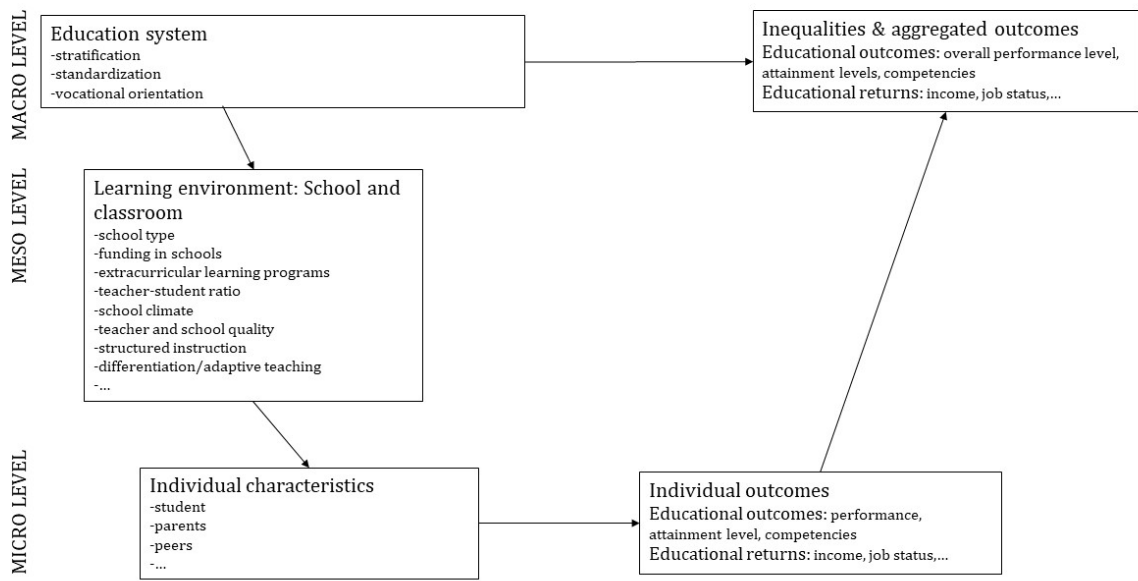 MACRO LEVEL
Education system
-stratification
-standardization
-vocational orientation
Inequalities & aggregated outcomes
Educational outcomes: overall performance level,
attainment levels, competencies
Educational returns: income, job status,...
MESO LEVEL
Learning environment: School and
classroom
-school type
-funding in schools
-extracurricular learning programs
-teacher-student ratio
-school climate
-teacher and school quality
-structured instruction
-differentiation/adaptive teaching
-...
MICRO LEVEL
Individual characteristics
-student
-parents
-peers
-...
Individual outcomes
Educational outcomes: performance,
attainment level, competencies
Educational returns: income, job status,...